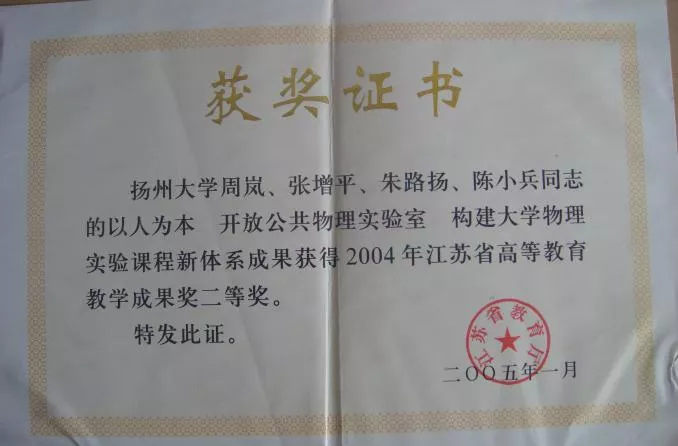 获奖证书
扬州大学周岚、张增平、朱路扬、陈小兵同志
的以人为本 开放公共物理实验室 构建大学物理
实验课程新体系成果获得2004年江苏省高等教育
教学成果奖二等奖。
特发此证。
江苏省教育厅
二〇〇五年一月